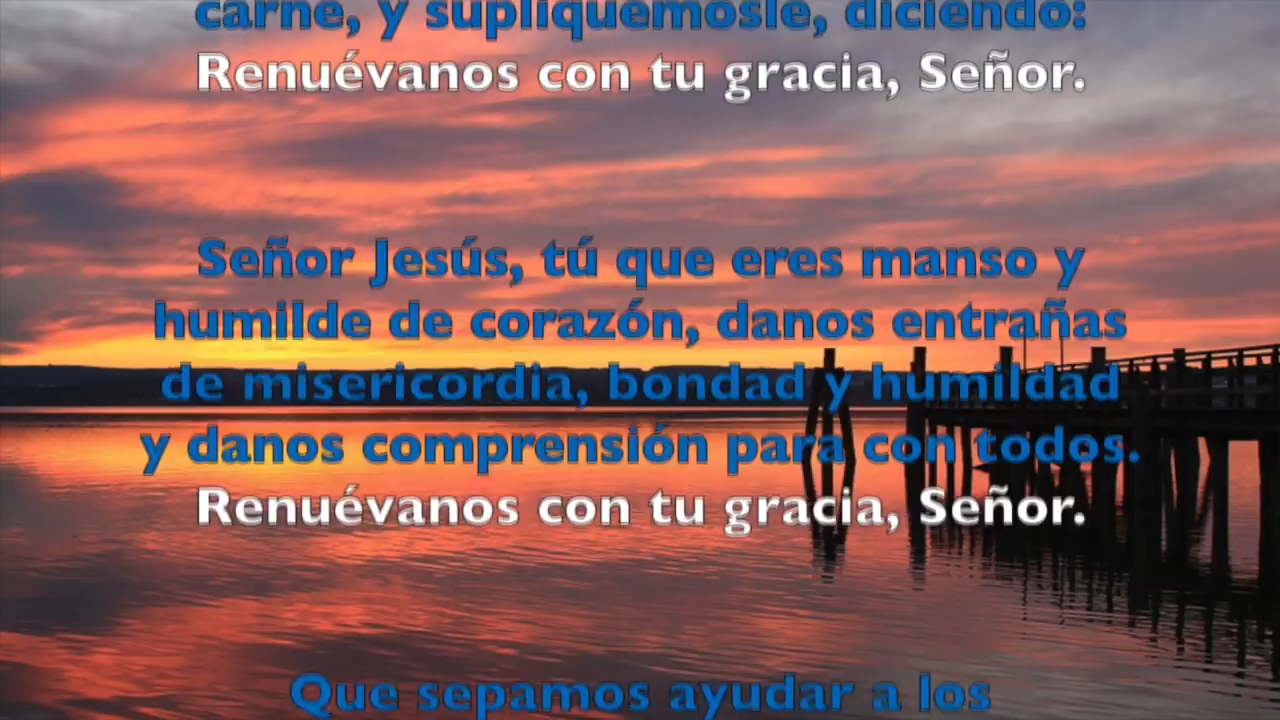 carne, y supliquémosle, diciendo:
Renuévanos con tu gracia, Señor.
Señor Jesús, tú que eres manso y
humilde de corazón, danos entrañas
de misericordia, bondad y humildad
y danos comprensión para con todos.
Renuévanos con tu gracia, Señor.
Que sepamos ayudar a los